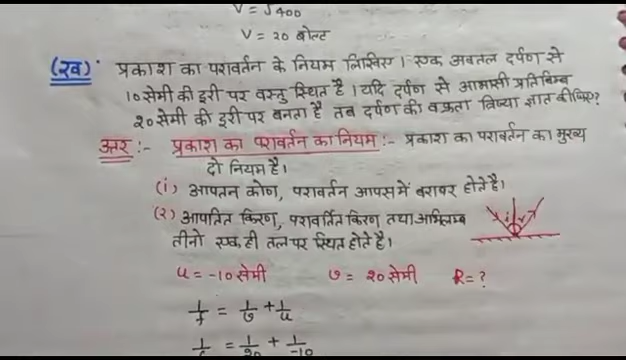 V = √400
V = 20 बोल्ट
(ख) प्रकाश का परावर्तन के नियम लिखिए। एक अवतल दर्पण से
10 सेमी की दूरी पर वस्तु स्थित है। यदि दर्पण से आभासी प्रतिबिम्ब
20 सेमी की दूरी पर बनता है तब दर्पण की वक्रता त्रिज्या ज्ञात कीजिए?
उत्तर :- प्रकाश का परावर्तन का नियम :- प्रकाश का परावर्तन का मुख्य
दो नियम है।
(i) आपतन कोण, परावर्तन आपस में बराबर होते है।
(2) आपतित किरण, परावर्तित किरण तथा अभिलम्ब
तीनो एक ही तल पर स्थित होते है।
i r
u = -10 सेमी v = 20 सेमी R = ?
1/f = 1/v + 1/u
= 1/20 + 1/-10